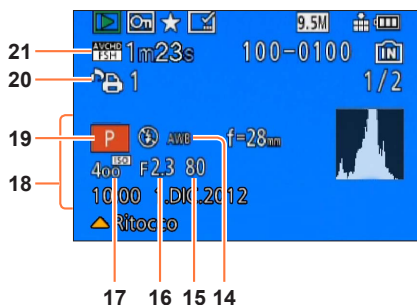 9.5M
21 AVCHD FSH 1m23s 100-0100 IN
20 1 1/2
19 P AWB f=28mm
18 400 ISO F2.3 80
10:00 1.DIC.2012
Ritocco
17 16 15 14